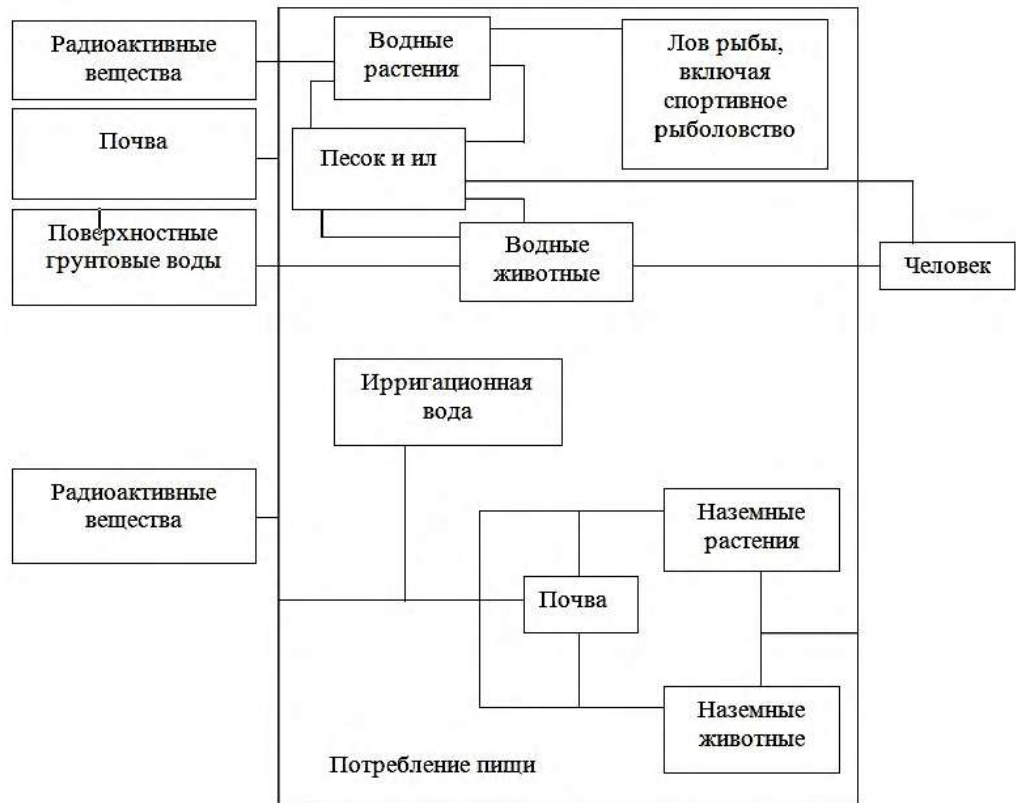 Радиоактивные
вещества
Водные
растения
Лов рыбы,
включая
спортивное
рыболовство
Почва
Песок и ил
Поверхностные
грунтовые воды
Водные
животные
Человек
Ирригационная
вода
Радиоактивные
вещества
Наземные
растения
Почва
Наземные
животные
Потребление пищи